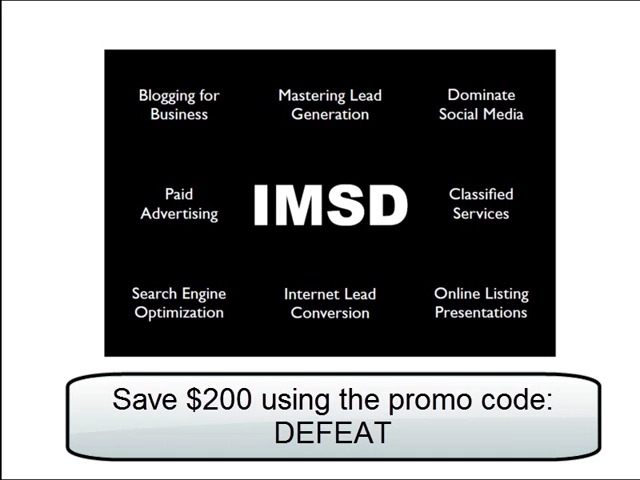 Blogging for
Business
Mastering Lead
Generation
Dominate
Social Media
Paid
Advertising
IMSD
Classified
Services
Search Engine
Optimization
Internet Lead
Conversion
Online Listing
Presentations
Save $200 using the promo code:
DEFEAT